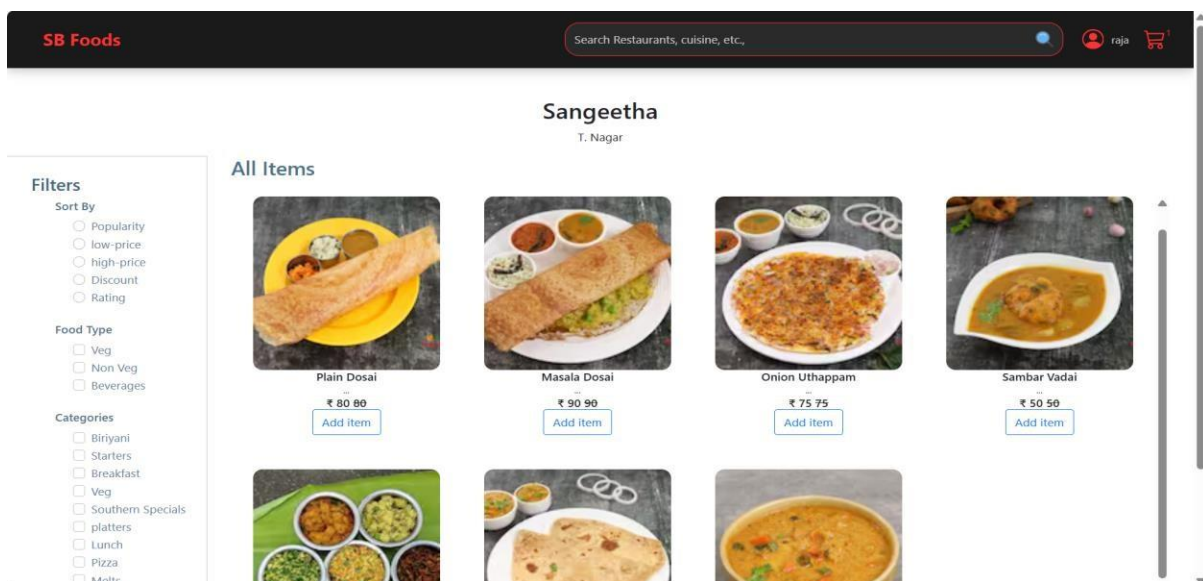 SB Foods
Search Restaurants, cuisine, etc.,
raja
1
Sangeetha
T. Nagar
Filters
Sort By
Popularity
low-price
high-price
Discount
Rating
Food Type
Veg
Non Veg
Beverages
Categories
Biriyani
Starters
Breakfast
Veg
Southern Specials
platters
Lunch
Pizza
Melts
All Items
Plain Dosai
...
₹ 80 80
Add item
Masala Dosai
...
₹ 90 90
Add item
Onion Uthappam
...
₹ 75 75
Add item
Sambar Vadai
...
₹ 50 50
Add item